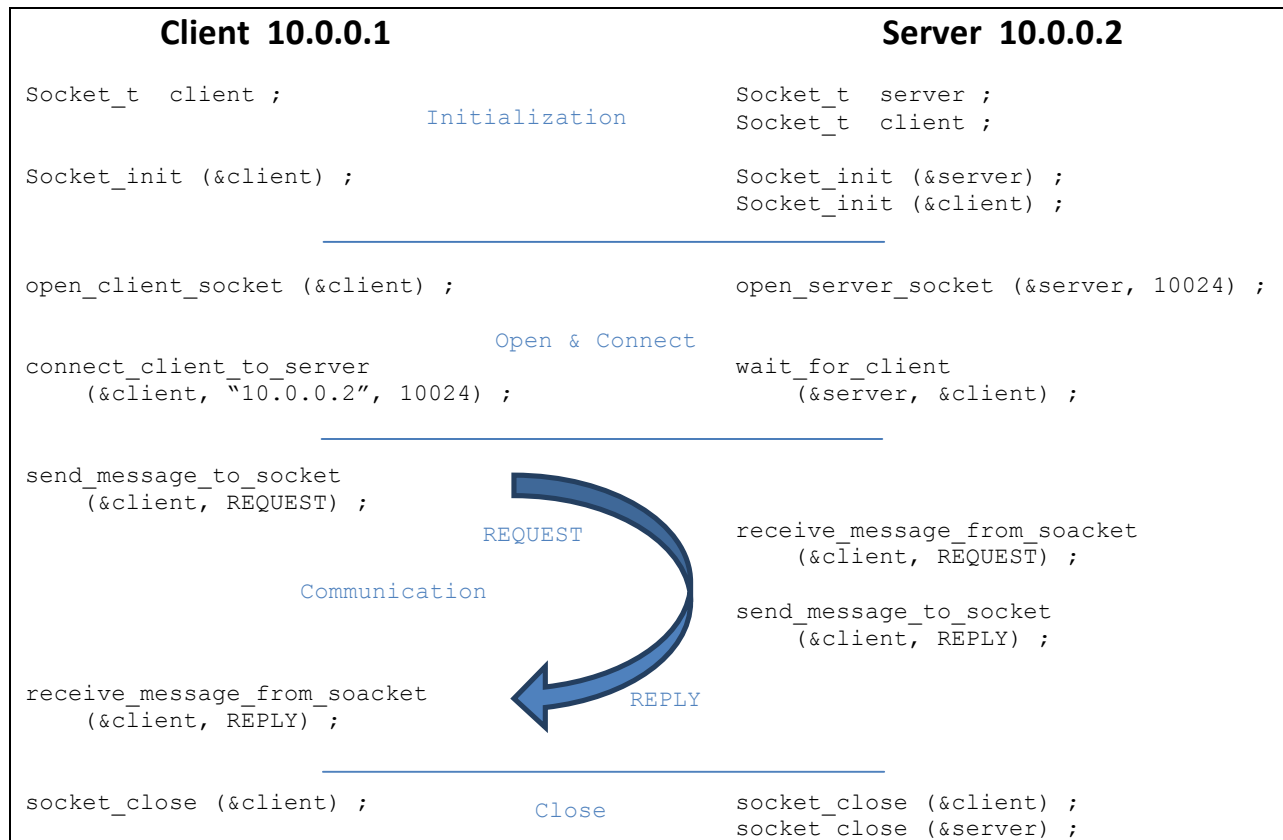 Client 10.0.0.1
Server 10.0.0.2
Socket_t client ;
Socket_t server ;
Initialization
Socket_t client ;
Socket_init (&client) ;
Socket_init (&server) ;
Socket_init (&client) ;
open_client_socket (&client) ;
open_server_socket (&server, 10024) ;
Open & Connect
connect_client_to_server
(&client, “10.0.0.2”, 10024) ;
wait_for_client
(&server, &client) ;
send_message_to_socket
(&client, REQUEST) ;
REQUEST
receive_message_from_soacket
(&client, REQUEST) ;
Communication
send_message_to_socket
(&client, REPLY) ;
receive_message_from_soacket
(&client, REPLY) ;
REPLY
socket_close (&client) ;
Close
socket_close (&client) ;
socket_close (&server) ;